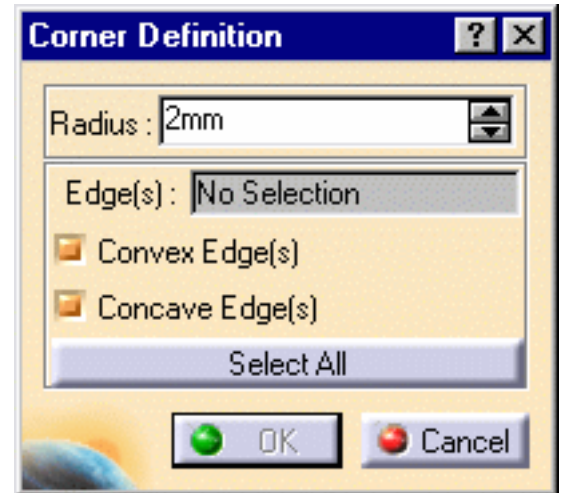 Corner Definition ? ×
Radius : 2mm
Edge(s) : No Selection
Convex Edge(s)
Concave Edge(s)
Select All
OK Cancel